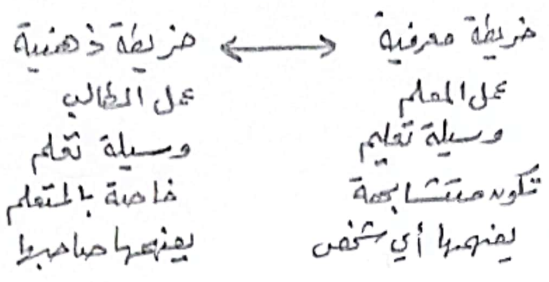 خريطة معرفية ⟷ خريطة ذهنية
عمل المعلم عمل الطالب
وسيلة تعليم وسيلة تعلم
تكون متشابهة خاصة بالمتعلم
يفهمها أي شخص يفهمها صاحبها